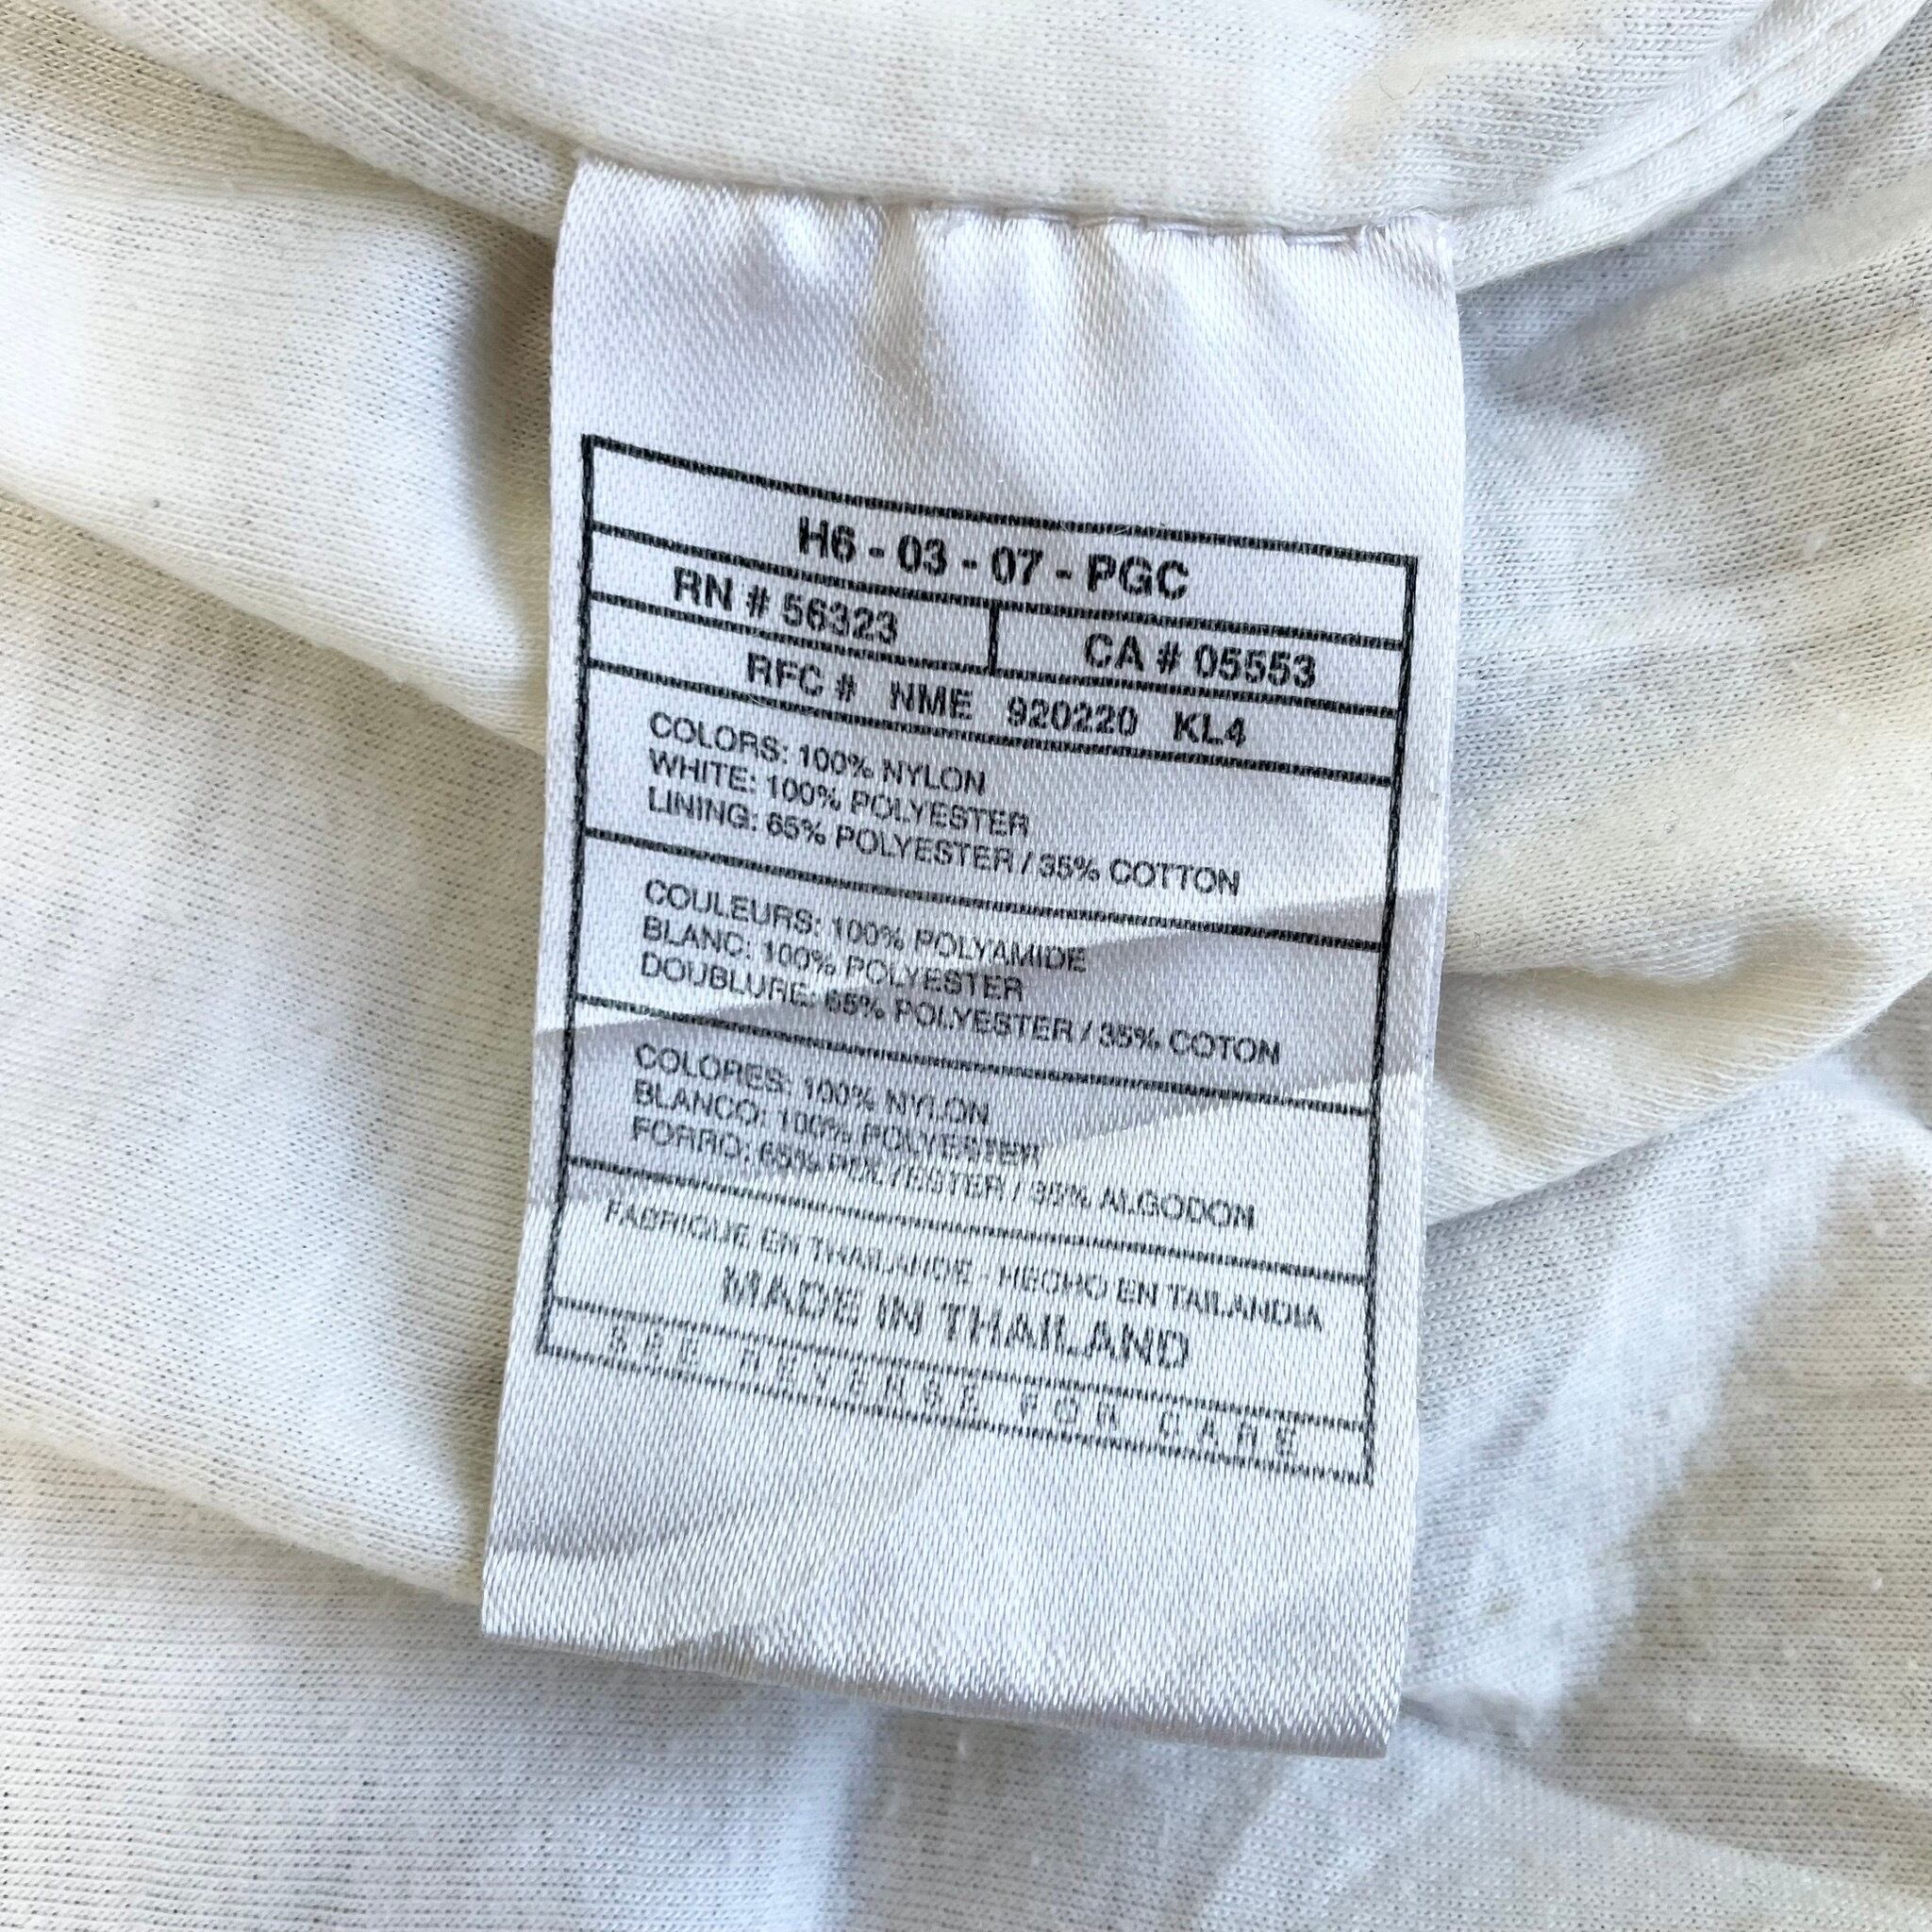 H6 - 03 - 07 - PGC
RN # 56323
CA # 05553
RFC # NME 920220 KL4
COLORS: 100% NYLON
WHITE: 100% POLYESTER
LINING: 65% POLYESTER / 35% COTTON
COULEURS: 100% POLYAMIDE
BLANC: 100% POLYESTER
DOUBLURE: 65% POLYESTER / 35% COTON
COLORES: 100% NYLON
BLANCO: 100% POLYESTER
FORRO: 65% POLYESTER / 35% ALGODON
FABRIQUE EN THAILANDE - HECHO EN TAILANDIA
MADE IN THAILAND
SEE REVERSE FOR CARE